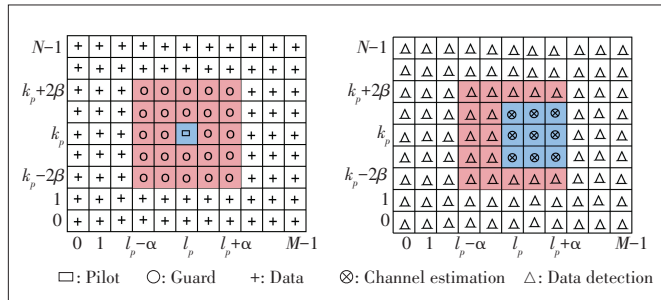 N−1
k_p+2β
k_p
k_p−2β
1
0
0 1 l_p−α l_p l_p+α M−1
N−1
k_p+2β
k_p
k_p−2β
1
0
0 1 l_p−α l_p l_p+α M−1
: Pilot : Guard +: Data : Channel estimation : Data detection